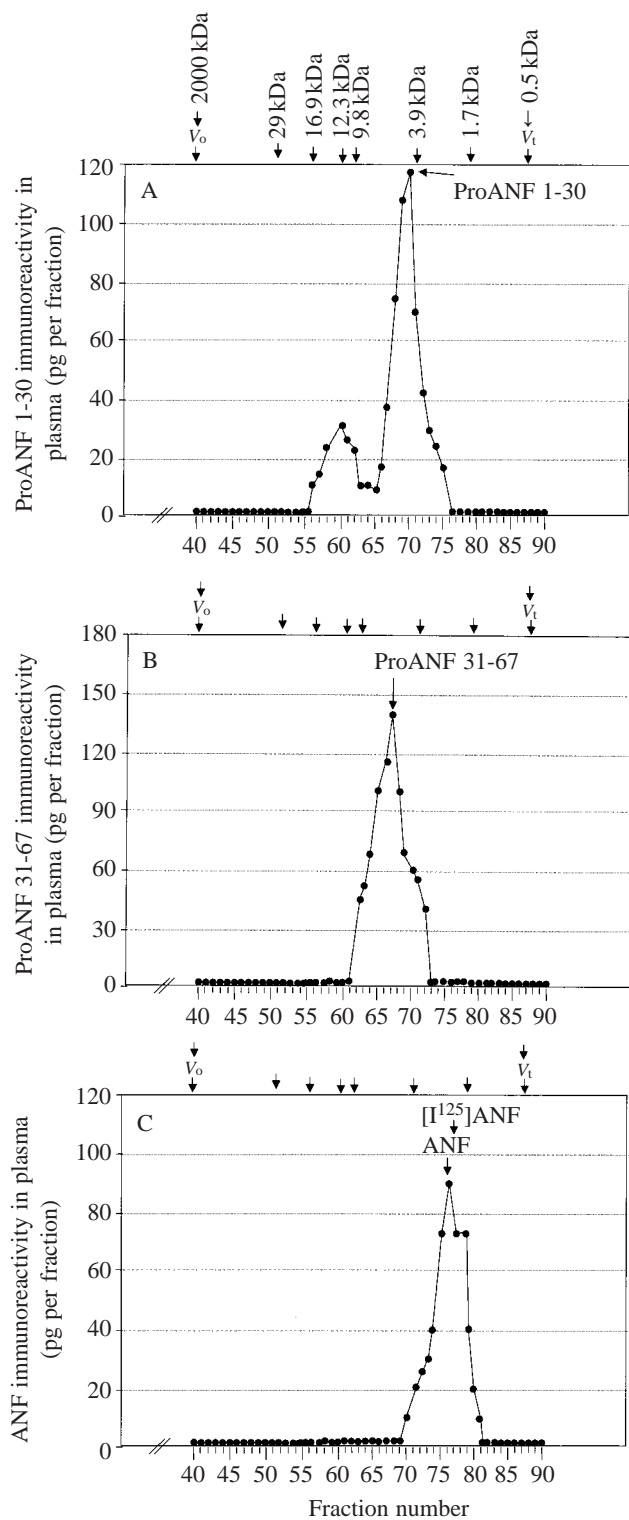 ↓ 2000 kDa
V₀
29 kDa
16.9 kDa
12.3 kDa
9.8 kDa
3.9 kDa
1.7 kDa
← 0.5 kDa
Vₜ
ProANF 1-30 immunoreactivity in
plasma (pg per fraction)
120
100
80
60
40
20
0
A
ProANF 1-30
40 45 50 55 60 65 70 75 80 85 90
V₀
Vₜ
ProANF 31-67 immunoreactivity
in plasma (pg per fraction)
180
150
120
90
60
30
0
B
ProANF 31-67
40 45 50 55 60 65 70 75 80 85 90
V₀
Vₜ
ANF immunoreactivity in plasma
(pg per fraction)
120
100
80
60
40
20
0
C
[I¹²⁵]ANF
ANF
40 45 50 55 60 65 70 75 80 85 90
Fraction number